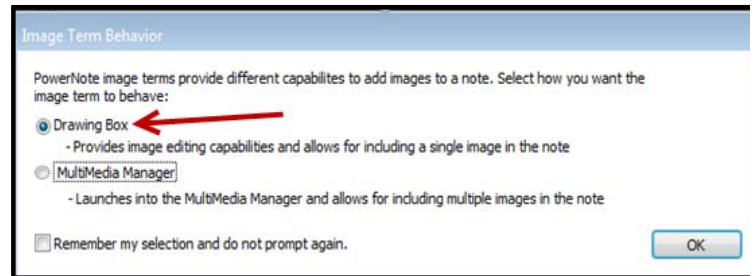 Image Term Behavior
PowerNote image terms provide different capabilites to add images to a note. Select how you want the
image term to behave:
Drawing Box
- Provides image editing capabilities and allows for including a single image in the note
MultiMedia Manager
- Launches into the MultiMedia Manager and allows for including multiple images in the note
Remember my selection and do not prompt again.
OK